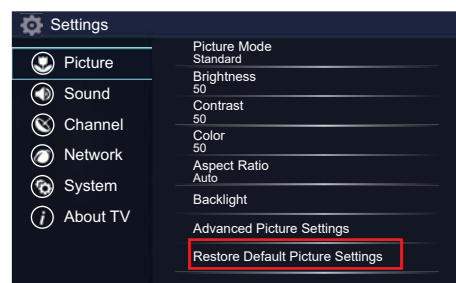 Settings
Picture
Sound
Channel
Network
System
About TV
Picture Mode
Standard
Brightness
50
Contrast
50
Color
50
Aspect Ratio
Auto
Backlight
Advanced Picture Settings
Restore Default Picture Settings